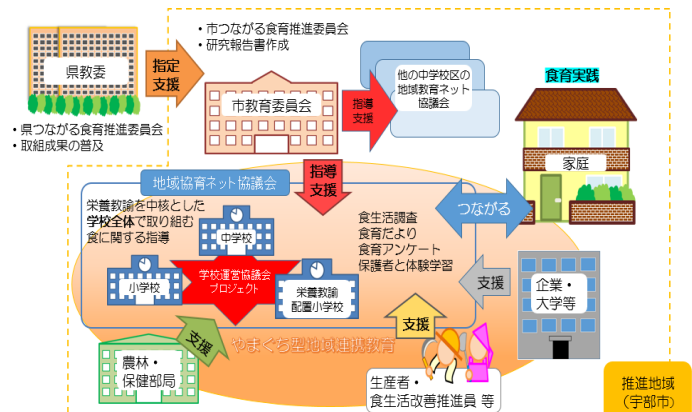 ・市つながる食育推進委員会
・研究報告書作成
県教委
指定
支援
市教育委員会
指導
支援
他の中学校区の
地域教育ネット
協議会
食育実践
家庭
・県つながる食育推進委員会
・取組成果の普及
指導
支援
地域協育ネット協議会
つながる
栄養教諭を中核とした
学校全体で取り組む
食に関する指導
中学校
小学校
学校運営協議会
プロジェクト
栄養教諭
配置小学校
食生活調査
食育だより
食育アンケート
保護者と体験学習
支援
企業・
大学等
支援
支援
やまぐち型地域連携教育
農林・
保健部局
生産者・
食生活改善推進員 等
推進地域
（宇部市）